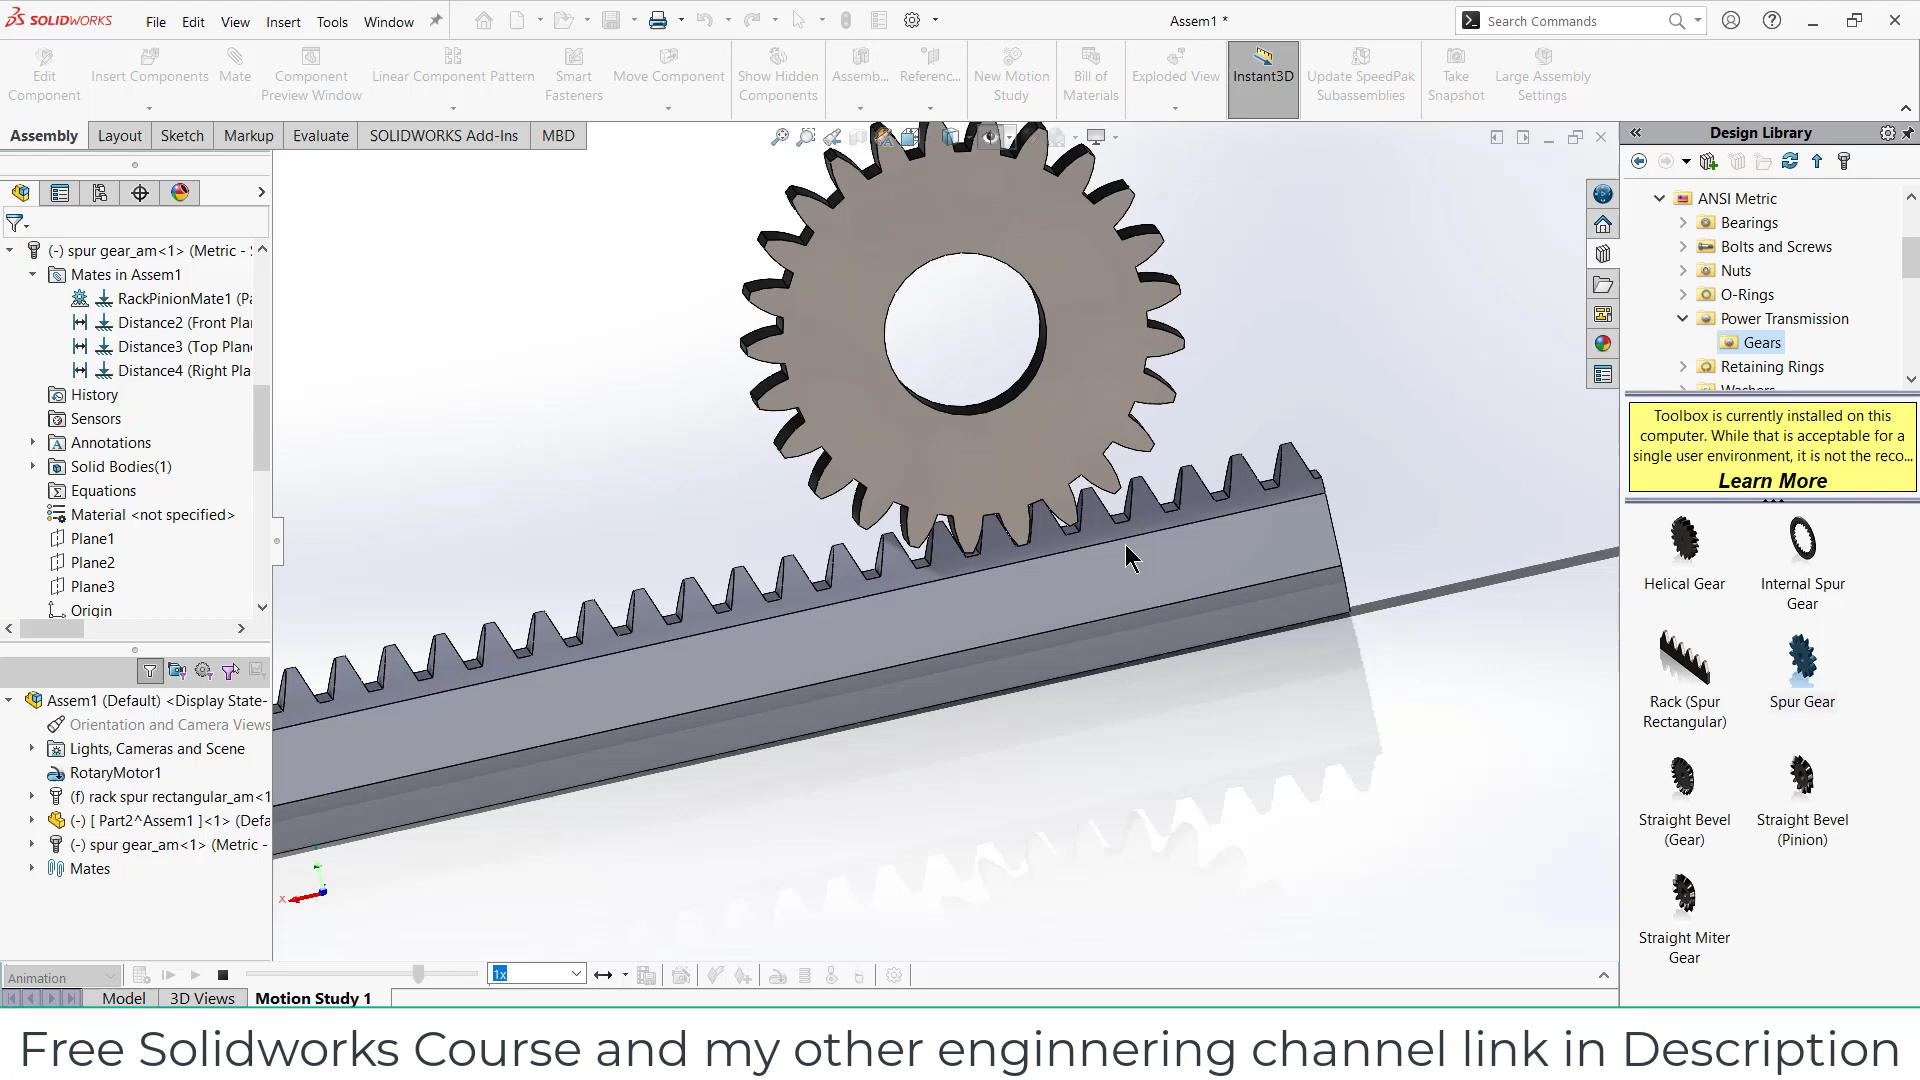 SOLIDWORKS File Edit View Insert Tools Window Assem1 * Search Commands
Edit Component
Insert Components
Mate
Component Preview Window
Linear Component Pattern
Smart Fasteners
Move Component
Show Hidden Components
Assemb...
Referenc...
New Motion Study
Bill of Materials
Exploded View
Instant3D
Update SpeedPak Subassemblies
Take Snapshot
Large Assembly Settings
Assembly Layout Sketch Markup Evaluate SOLIDWORKS Add-Ins MBD
(-) spur gear_am<1> (Metric - 
Mates in Assem1
RackPinionMate1 (Pa
Distance2 (Front Plan
Distance3 (Top Plane
Distance4 (Right Pla
History
Sensors
Annotations
Solid Bodies(1)
Equations
Material <not specified>
Plane1
Plane2
Plane3
Origin
Assem1 (Default) <Display State-
Orientation and Camera Views
Lights, Cameras and Scene
RotaryMotor1
(f) rack spur rectangular_am<1
(-) [ Part2^Assem1 ]<1> (Defa
(-) spur gear_am<1> (Metric -
Mates
x
Animation
1x
Model 3D Views Motion Study 1
Design Library
ANSI Metric
Bearings
Bolts and Screws
Nuts
O-Rings
Power Transmission
Gears
Retaining Rings
Washers
Toolbox is currently installed on this
computer. While that is acceptable for a
single user environment, it is not the reco...
Learn More
Helical Gear
Internal Spur Gear
Rack (Spur Rectangular)
Spur Gear
Straight Bevel (Gear)
Straight Bevel (Pinion)
Straight Miter Gear
Free Solidworks Course and my other enginnering channel link in Description